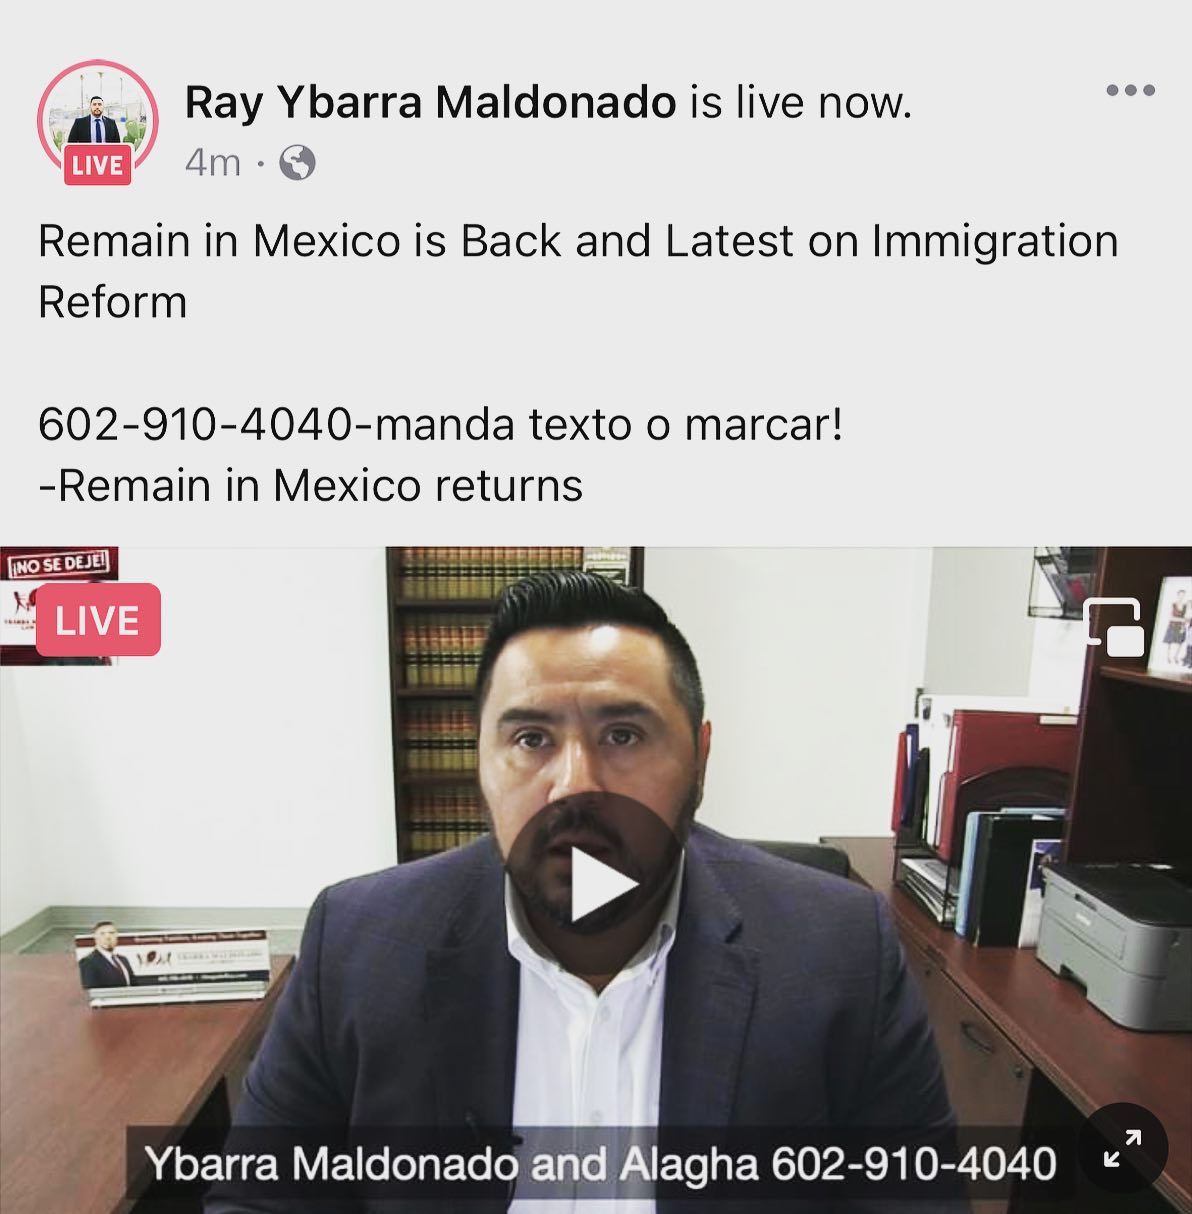 Ray Ybarra Maldonado is live now.
LIVE
4m ·
Remain in Mexico is Back and Latest on Immigration
Reform
602-910-4040-manda texto o marcar!
-Remain in Mexico returns
¡NO SE DEJE!
LIVE
Ybarra Maldonado and Alagha 602-910-4040